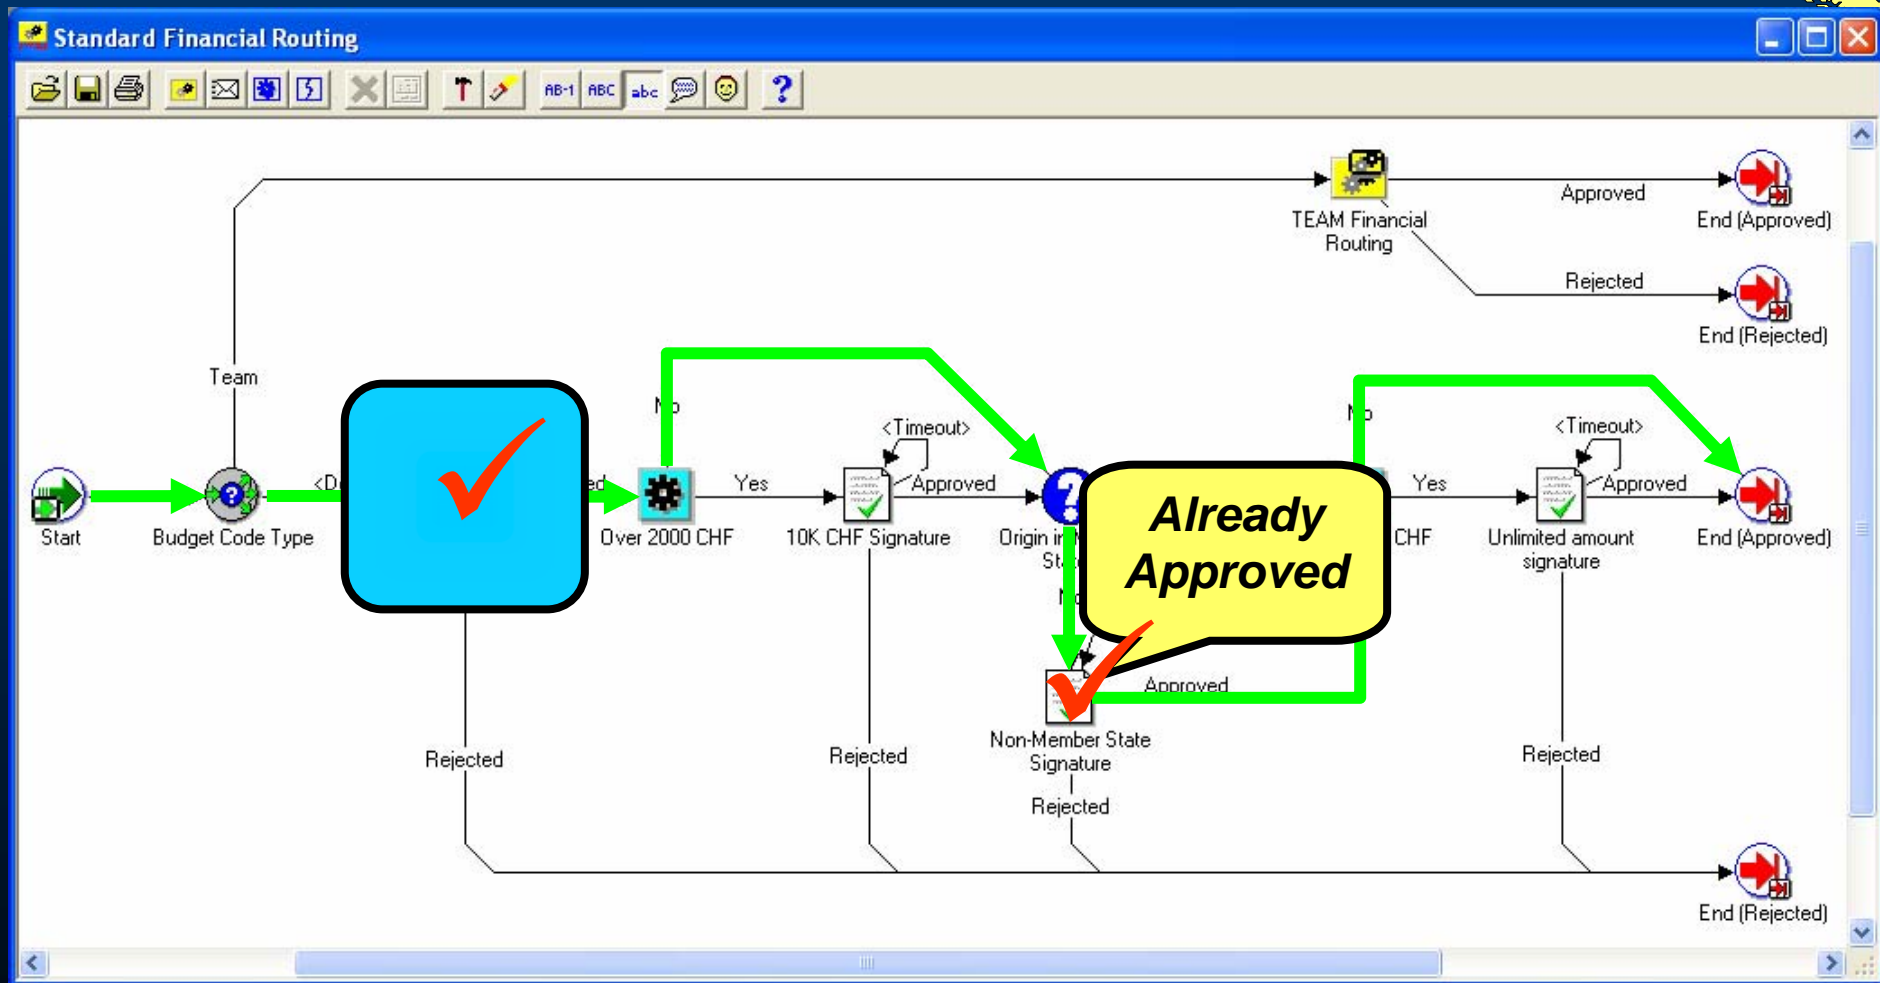 Standard Financial Routing
AB-1 ABC abc
TEAM Financial
Routing
Approved
End (Approved)
Rejected
End (Rejected)
Team
No
<Timeout>
Yes
Approved
No
<Timeout>
Yes
Approved
Start
Budget Code Type
Over 2000 CHF
10K CHF Signature
Origin in
CHF
Unlimited amount
signature
End (Approved)
Already
Approved
Approved
Non-Member State
Signature
Rejected
Rejected
Rejected
Rejected
End (Rejected)